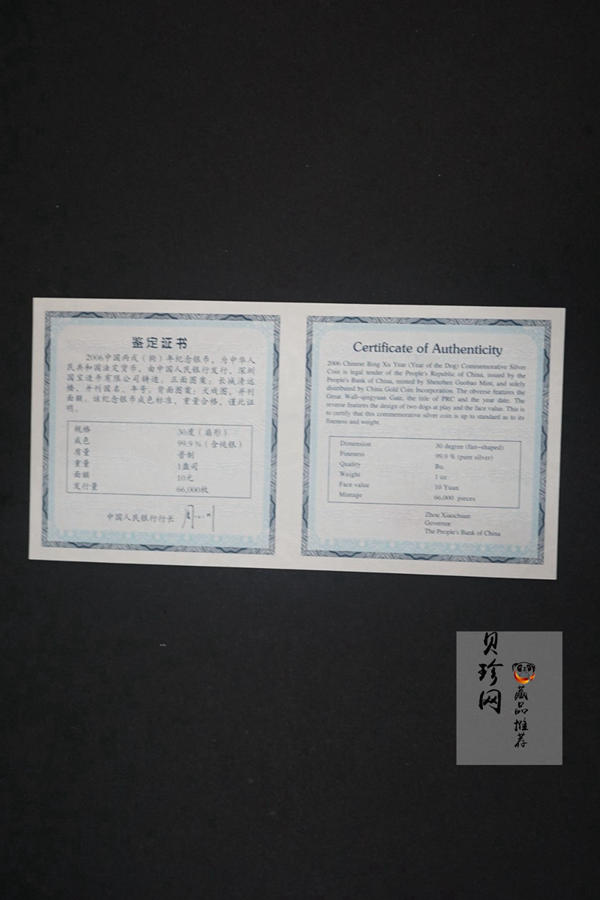 鉴定证书
2006中国丙戌（狗）年纪念银币，为中华人
民共和国法定货币，由中国人民银行发行，深圳
国宝造币有限公司铸造。正面图案：长城清远
楼，并刊国名、年号。背面图案：犬戏图，并刊
面额。该纪念银币成色标准，重量合格，谨此证
明。
规格 30度（扇形）
成色 99.9%（含纯银）
质量 普制
重量 1盎司
面额 10元
发行量 66,000枚
中国人民银行行长
Certificate of Authenticity
2006 Chinese Bing Xu Year (Year of the Dog) Commemorative Silver
Coin is legal tender of the People's Republic of China, issued by the
People's Bank of China, minted by Shenzhen Guobao Mint, and solely
distributed by China Gold Coin Incorporation. The obverse features the
Great Wall-qingyuan Gate, the title of PRC and the year date. The
reverse features the design of two dogs at play and the face value. This is
to certify that this commemorative silver coin is up to standard as to its
fineness and weight.
Dimension 30 degree (fan-shaped)
Fineness 99.9 % (pure silver)
Quality Bu.
Weight 1 oz
Face value 10 Yuan
Mintage 66,000 pieces
Zhou Xiaochuan
Governor
The People's Bank of China
贝珍网
藏品推荐